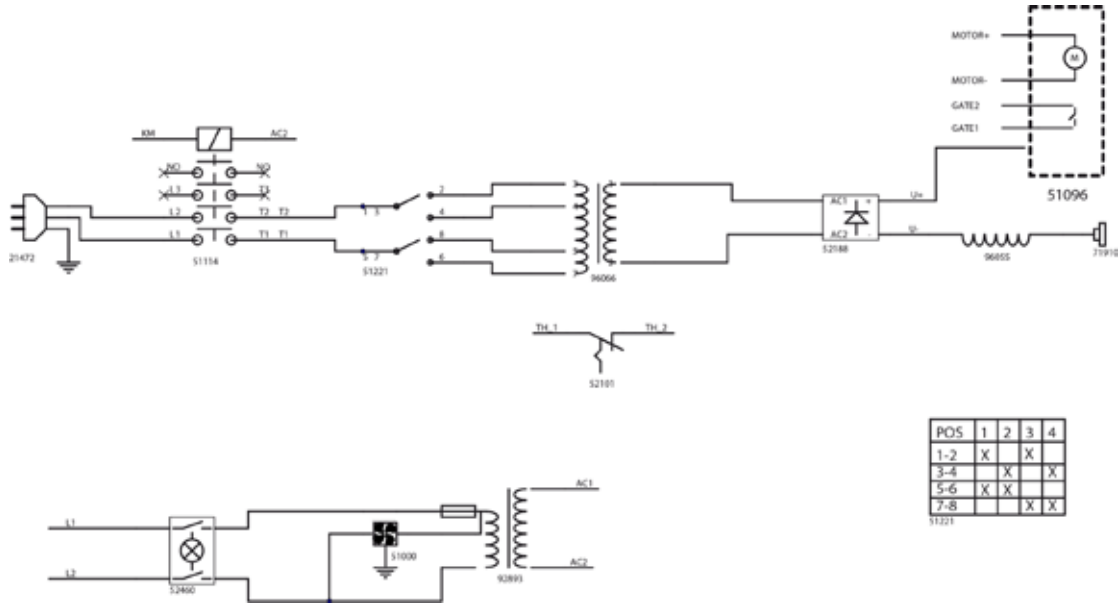 MOTOR+
M
MOTOR-
GATE2
GATE1
51096
KM AC2
NO NO
L3 T3
L2 T2 T2
L1 T1 T1
21472
51114
1 3
2
4
5 7
8
6
51221
96066
AC1 +
AC2 -
52188
U+
U-
96055
71910
TH_1 TH_2
52101
POS 1 2 3 4
1-2 X X
3-4 X X
5-6 X X
7-8 X X
51221
L1
L2
52460
51000
92893
AC1
AC2